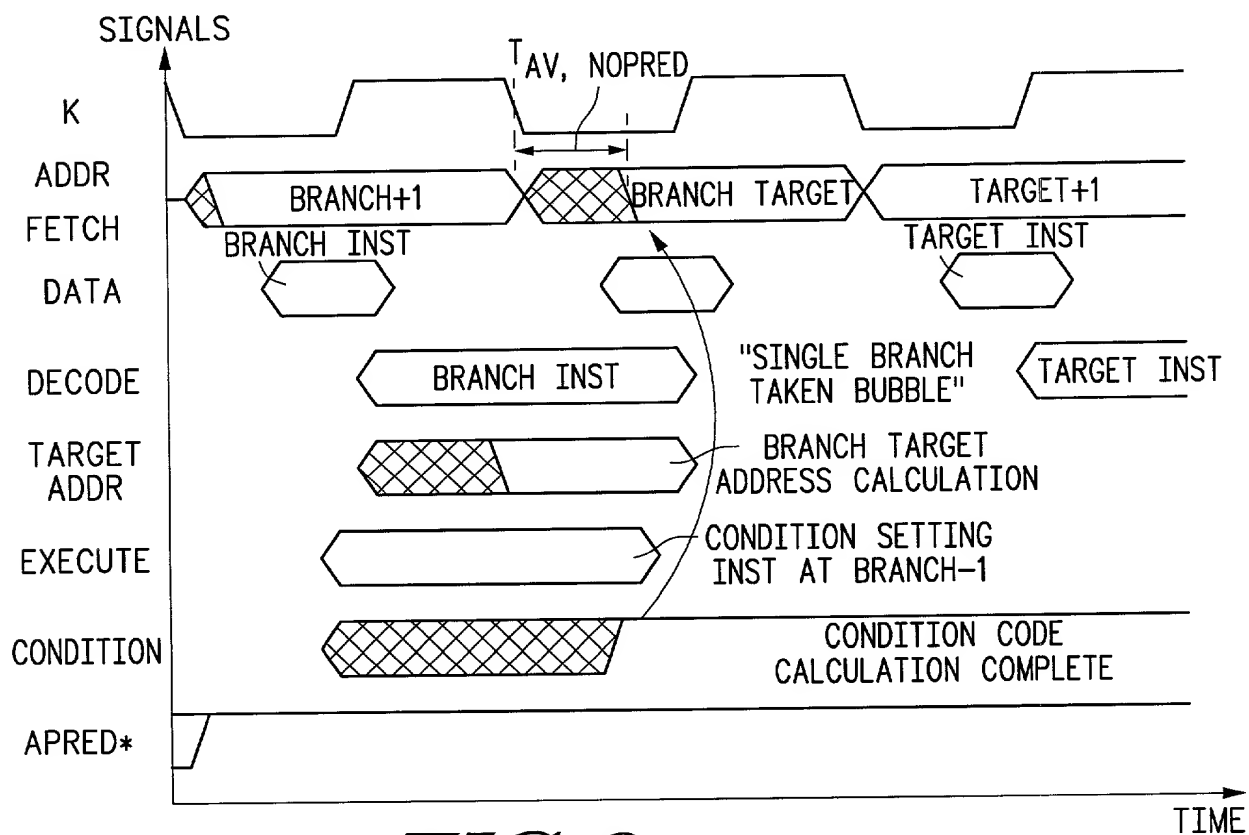 SIGNALS
T AV, NOPRED
K
ADDR
BRANCH+1
BRANCH TARGET
TARGET+1
FETCH
BRANCH INST
TARGET INST
DATA
DECODE
BRANCH INST
"SINGLE BRANCH
TAKEN BUBBLE"
TARGET INST
TARGET
ADDR
BRANCH TARGET
ADDRESS CALCULATION
EXECUTE
CONDITION SETTING
INST AT BRANCH-1
CONDITION
CONDITION CODE
CALCULATION COMPLETE
APRED*
TIME